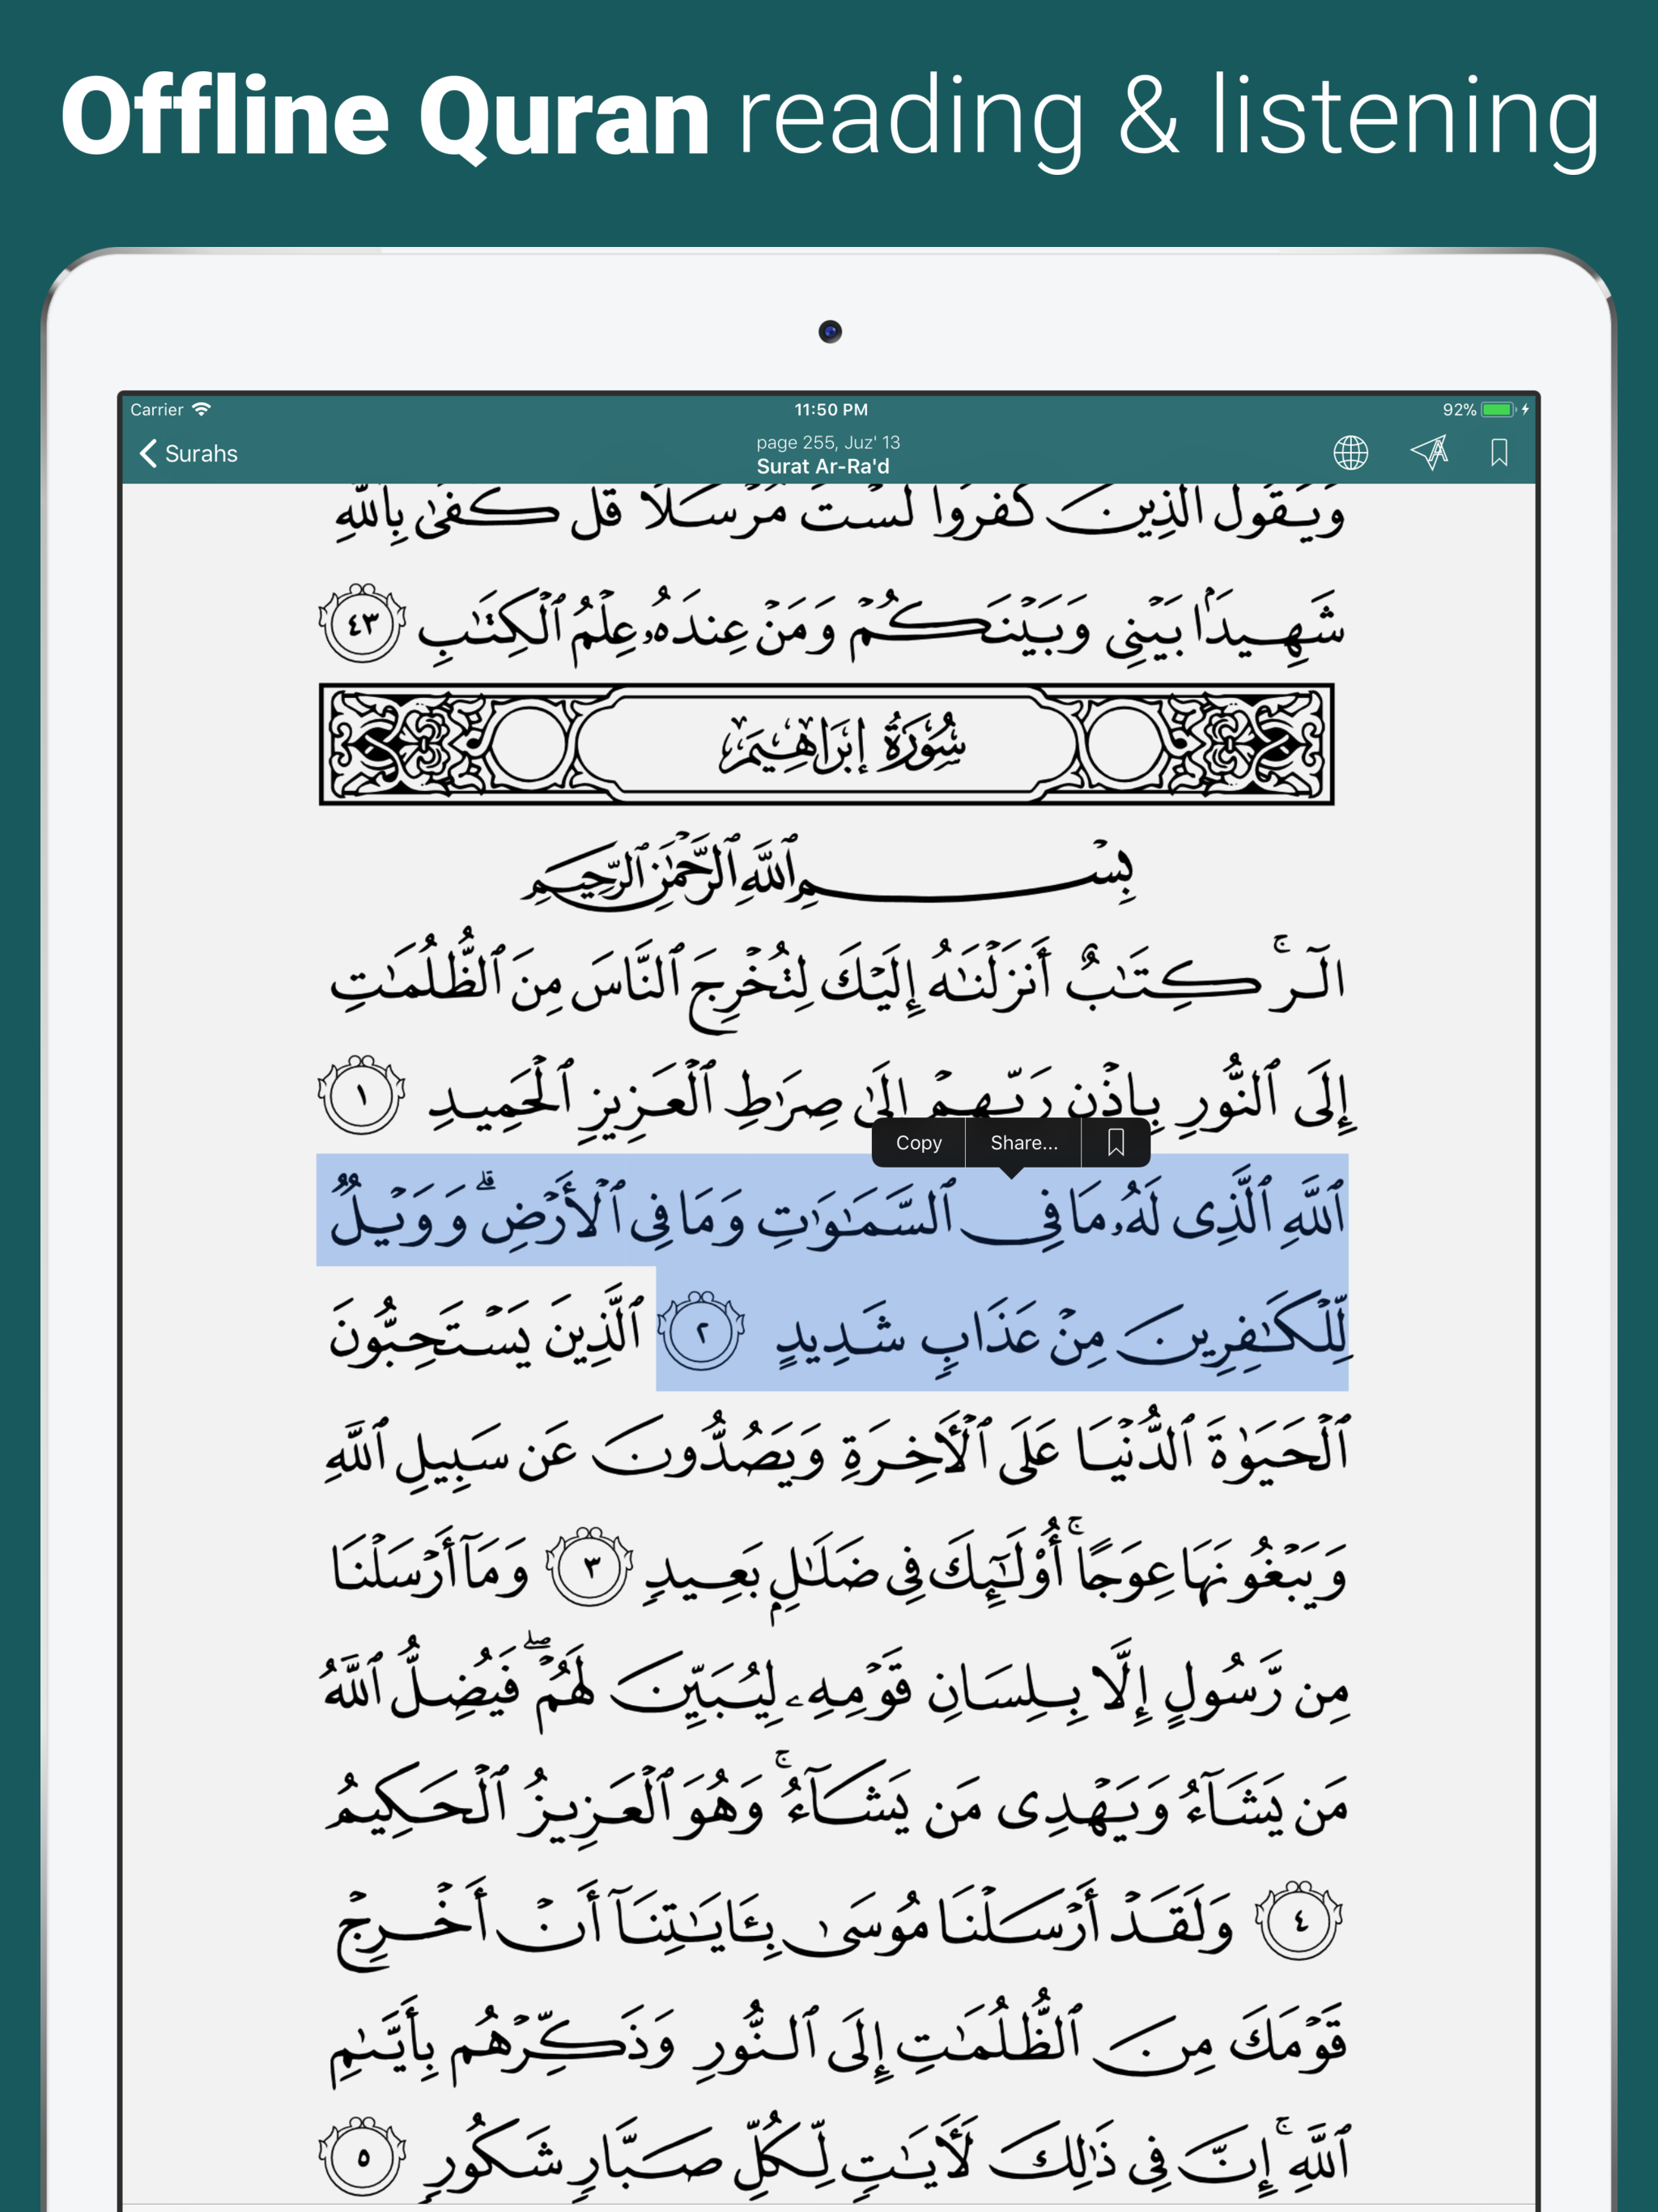 Offline Quran reading & listening
Carrier 11:50 PM 92%
Surahs
page 255, Juz' 13
Surat Ar-Ra'd
وَيَقُولُ ٱلَّذِينَ كَفَرُوا۟ لَسْتَ مُرْسَلًا قُلْ كَفَىٰ بِٱللَّهِ
شَهِيدًۢا بَيْنِى وَبَيْنَكُمْ وَمَنْ عِندَهُۥ عِلْمُ ٱلْكِتَـٰبِ ٤٣
سُورَةُ إِبْرَاهِيمَ
بِسْمِ ٱللَّهِ ٱلرَّحْمَـٰنِ ٱلرَّحِيمِ
الٓر ۚ كِتَـٰبٌ أَنزَلْنَـٰهُ إِلَيْكَ لِتُخْرِجَ ٱلنَّاسَ مِنَ ٱلظُّلُمَـٰتِ
إِلَى ٱلنُّورِ بِإِذْنِ رَبِّهِمْ إِلَىٰ صِرَٰطِ ٱلْعَزِيزِ ٱلْحَمِيدِ ١
Copy Share...
ٱللَّهِ ٱلَّذِى لَهُۥ مَا فِى ٱلسَّمَـٰوَٰتِ وَمَا فِى ٱلْأَرْضِ ۗ وَوَيْلٌ
لِّلْكَـٰفِرِينَ مِنْ عَذَابٍ شَدِيدٍ ٢ ٱلَّذِينَ يَسْتَحِبُّونَ
ٱلْحَيَوٰةَ ٱلدُّنْيَا عَلَى ٱلْـَٔاخِرَةِ وَيَصُدُّونَ عَن سَبِيلِ ٱللَّهِ
وَيَبْغُونَهَا عِوَجًا ۚ أُو۟لَـٰٓئِكَ فِى ضَلَـٰلٍۭ بَعِيدٍ ٣ وَمَآ أَرْسَلْنَا
مِن رَّسُولٍ إِلَّا بِلِسَانِ قَوْمِهِۦ لِيُبَيِّنَ لَهُمْ ۖ فَيُضِلُّ ٱللَّهُ
مَن يَشَآءُ وَيَهْدِى مَن يَشَآءُ ۚ وَهُوَ ٱلْعَزِيزُ ٱلْحَكِيمُ
٤ وَلَقَدْ أَرْسَلْنَا مُوسَىٰ بِـَٔايَـٰتِنَآ أَنْ أَخْرِجْ
قَوْمَكَ مِنَ ٱلظُّلُمَـٰتِ إِلَى ٱلنُّورِ وَذَكِّرْهُم بِأَيَّىٰمِ
ٱللَّهِ ۚ إِنَّ فِى ذَٰلِكَ لَـَٔايَـٰتٍ لِّكُلِّ صَبَّارٍ شَكُورٍ ٥